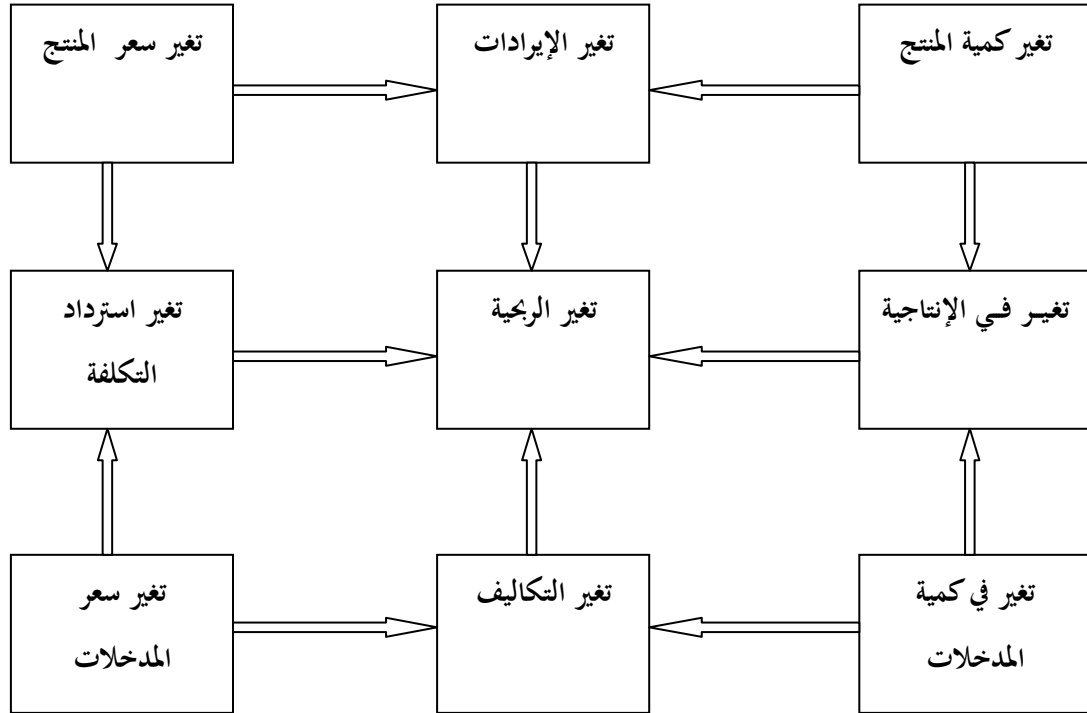 تغير كمية المنتج
تغير الإيرادات
تغير سعر المنتج
تغيـر فـي الإنتاجية
تغير الربحية
تغير استرداد
التكلفة
تغير في كمية
المدخلات
تغير التكاليف
تغير سعر
المدخلات